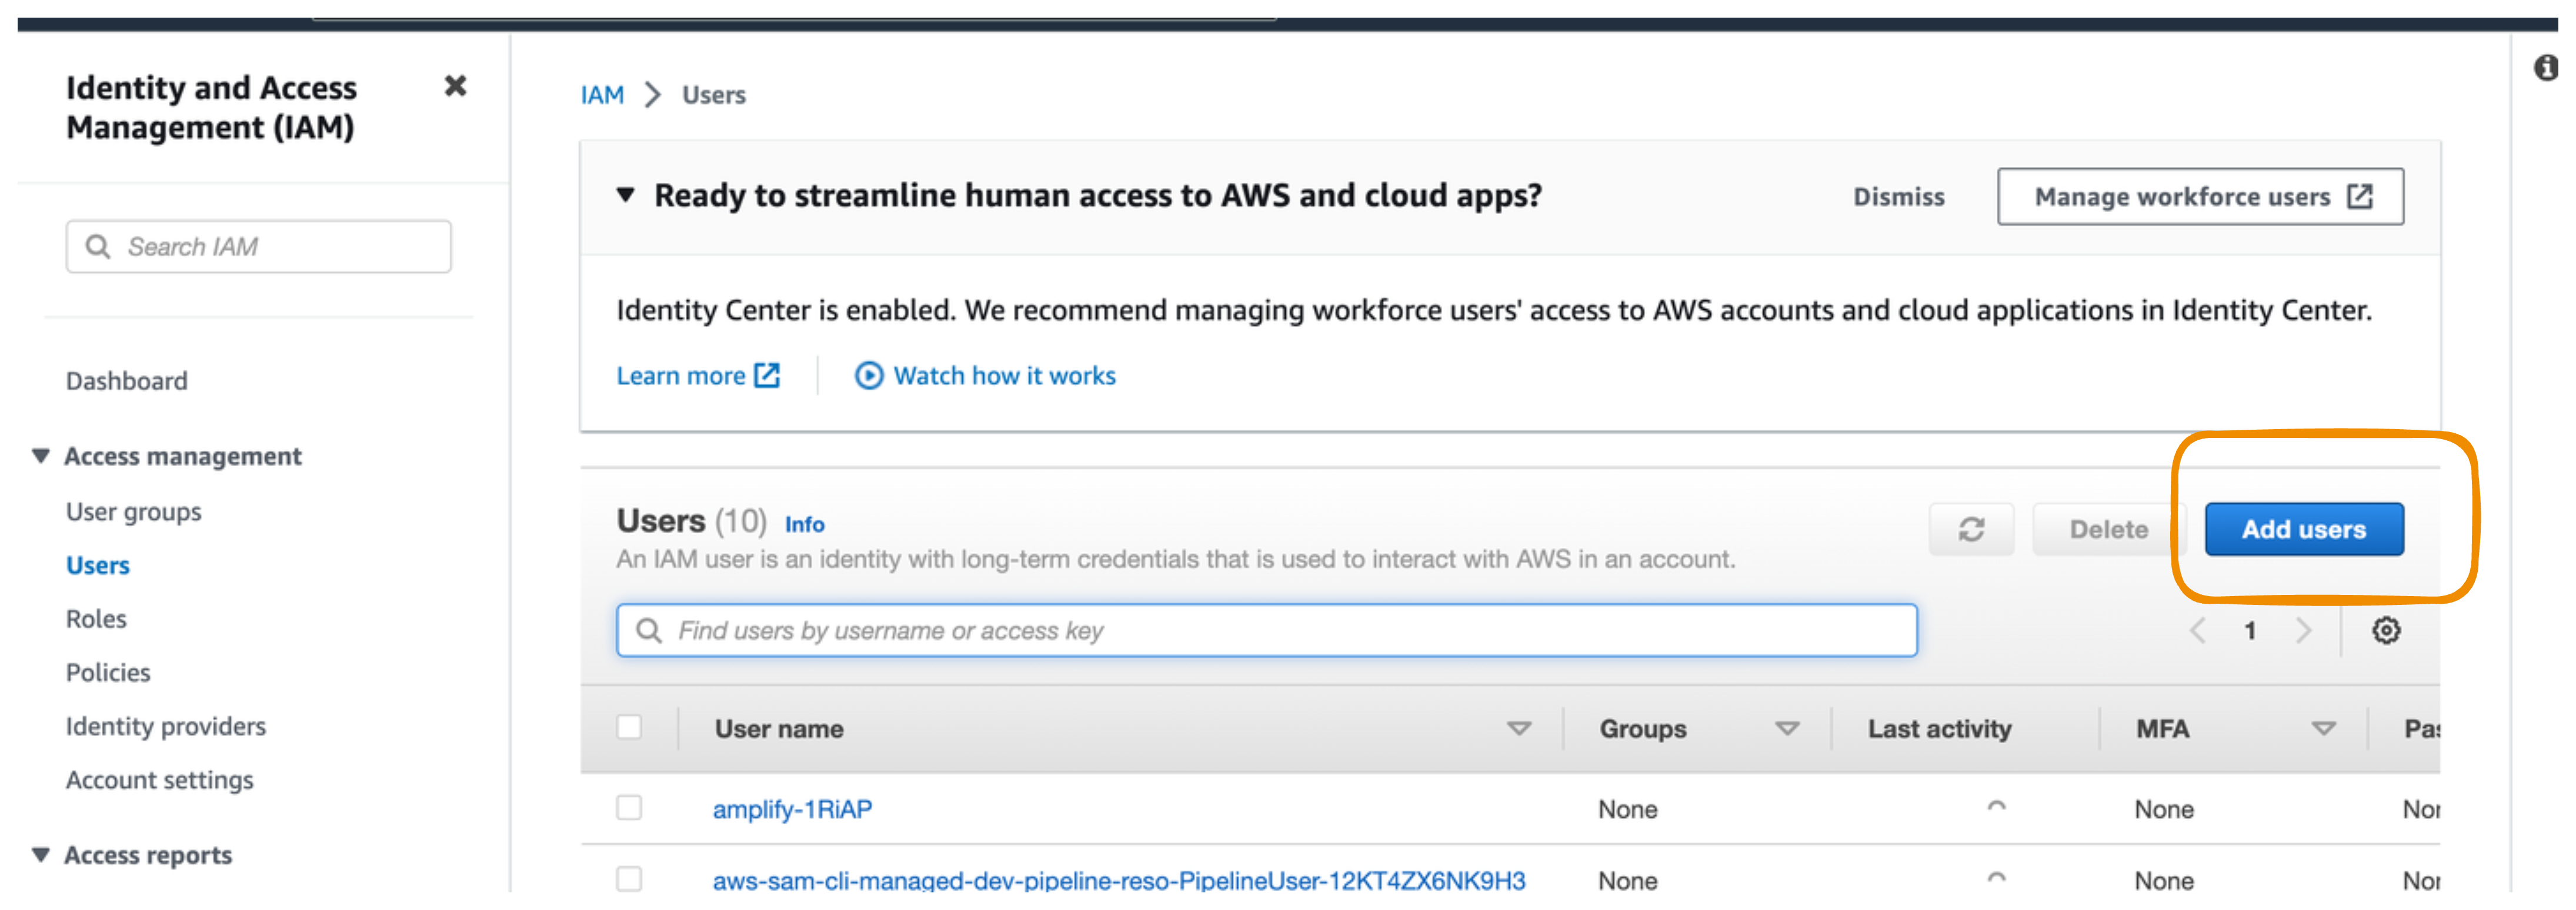 Identity and Access
Management (IAM)
Search IAM
Dashboard
Access management
User groups
Users
Roles
Policies
Identity providers
Account settings
Access reports
IAM > Users
Ready to streamline human access to AWS and cloud apps?
Dismiss
Manage workforce users
Identity Center is enabled. We recommend managing workforce users' access to AWS accounts and cloud applications in Identity Center.
Learn more
Watch how it works
Users (10) Info
An IAM user is an identity with long-term credentials that is used to interact with AWS in an account.
Delete
Add users
Find users by username or access key
1
User name Groups Last activity MFA
amplify-1RiAP None None
aws-sam-cli-managed-dev-pipeline-reso-PipelineUser-12KT4ZX6NK9H3 None None